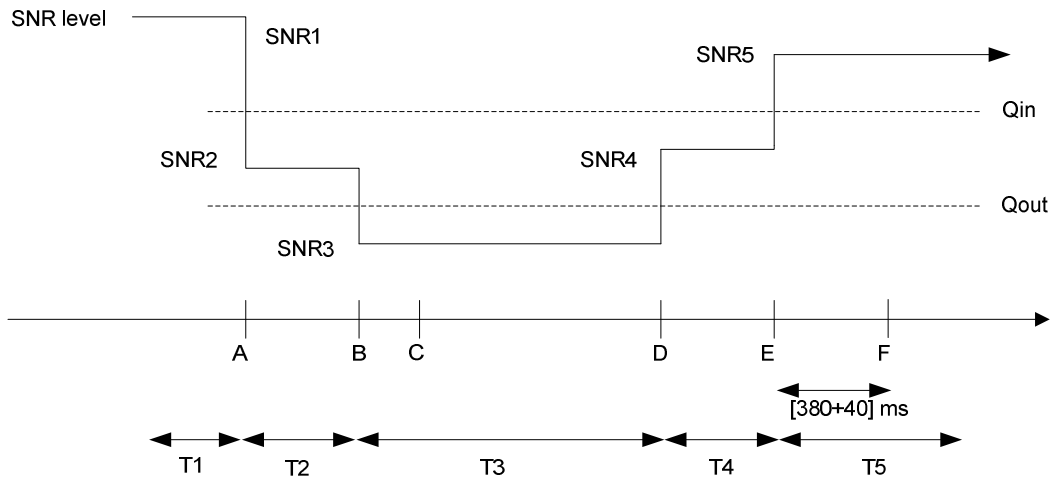 SNR level
SNR1
SNR5
Qin
SNR2
SNR4
Qout
SNR3
A B C D E F
[380+40] ms
T1 T2 T3 T4 T5